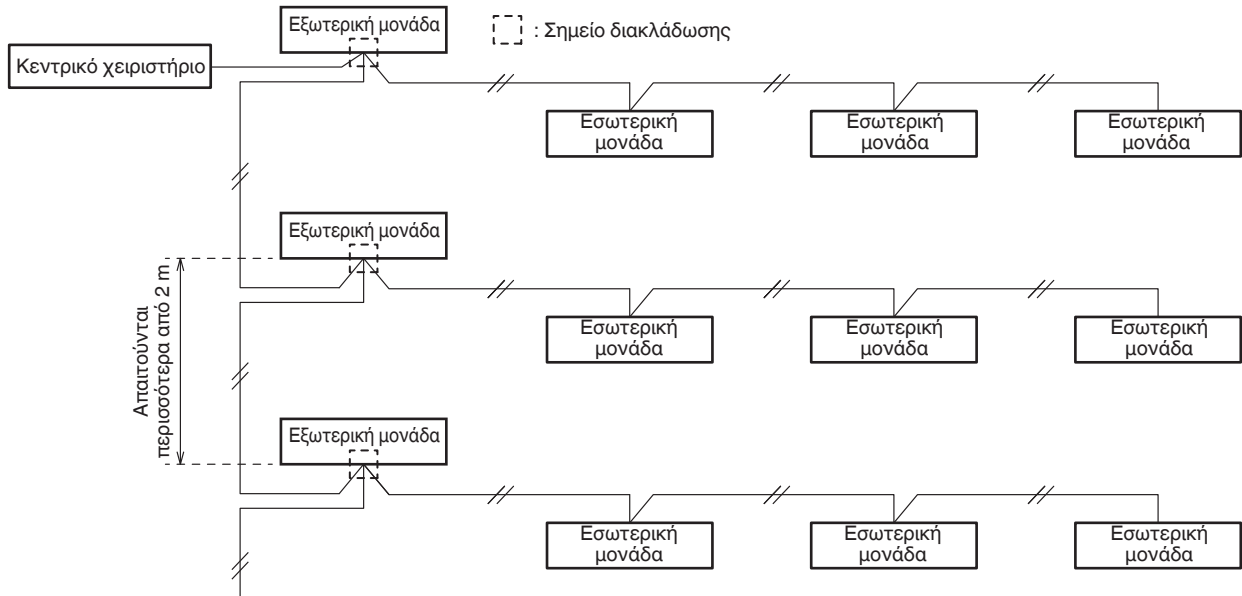 Εξωτερική μονάδα
: Σημείο διακλάδωσης
Κεντρικό χειριστήριο
Εσωτερική
μονάδα
Εσωτερική
μονάδα
Εσωτερική
μονάδα
Εξωτερική μονάδα
Εσωτερική
μονάδα
Εσωτερική
μονάδα
Εσωτερική
μονάδα
Απαιτούνται
περισσότερα από 2 m
Εξωτερική μονάδα
Εσωτερική
μονάδα
Εσωτερική
μονάδα
Εσωτερική
μονάδα